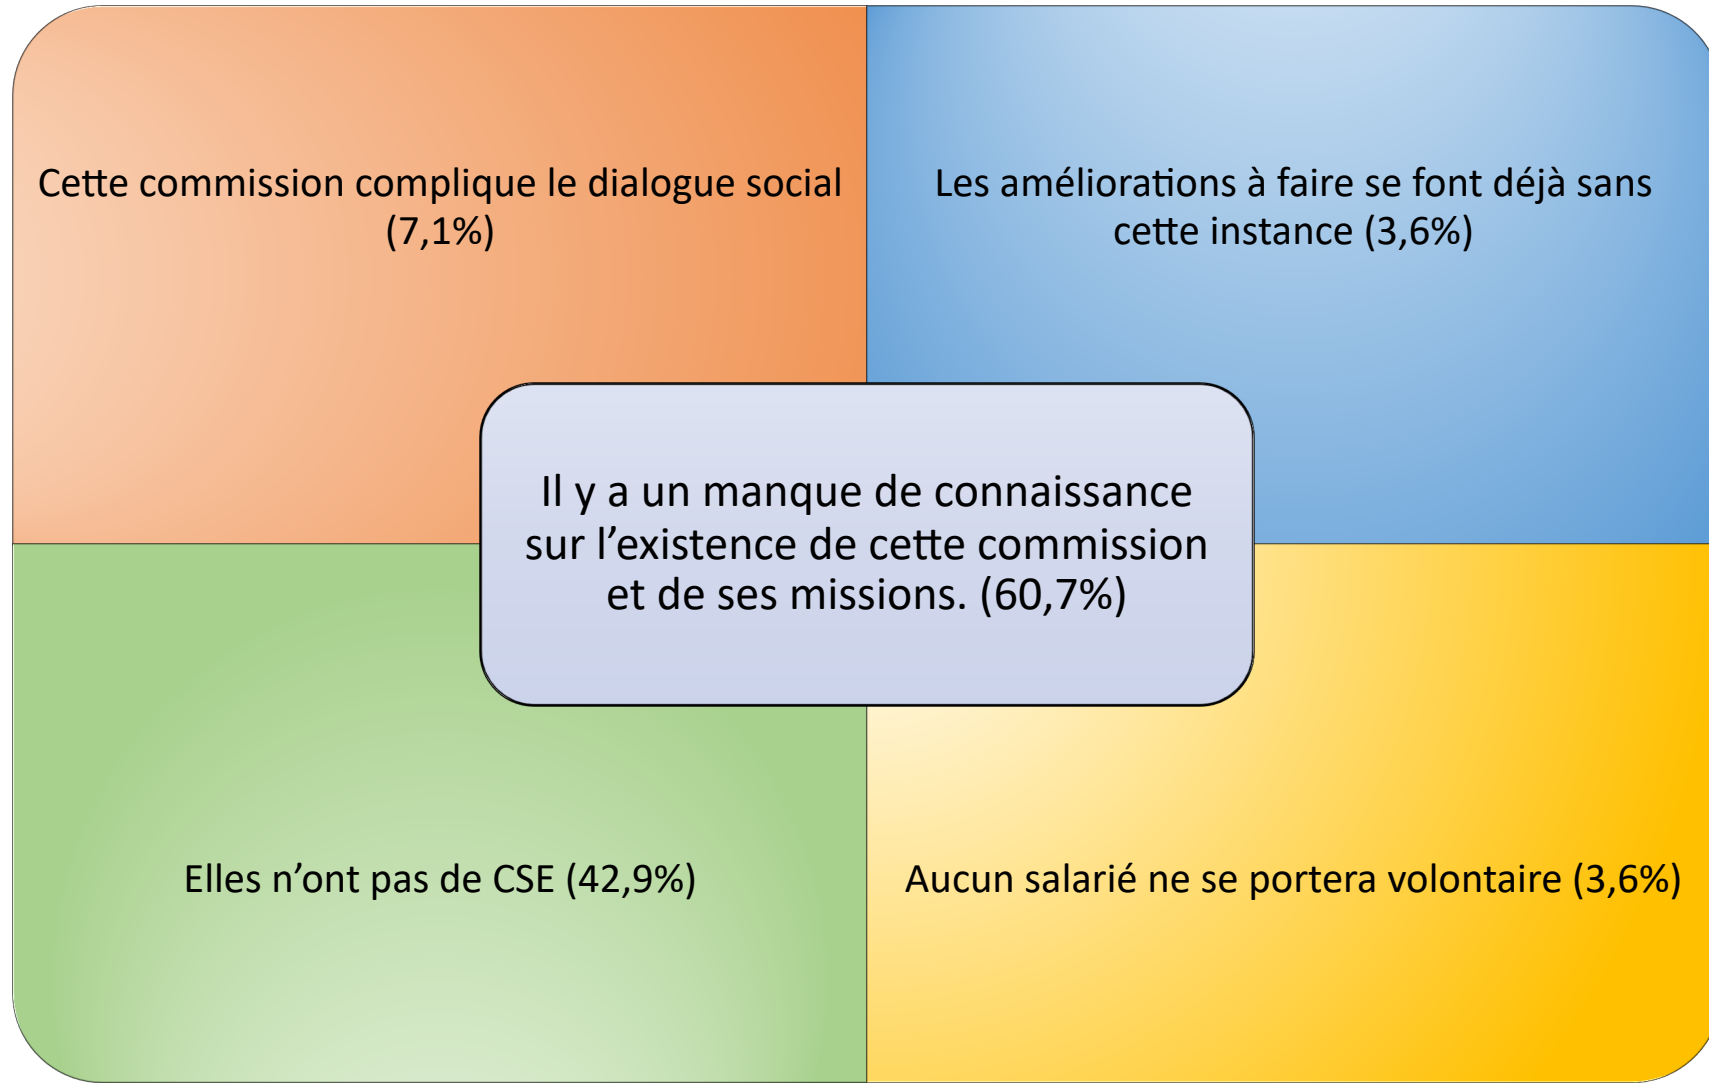 Cette commission complique le dialogue social
(7,1%)
Les améliorations à faire se font déjà sans
cette instance (3,6%)
Il y a un manque de connaissance
sur l’existence de cette commission
et de ses missions. (60,7%)
Elles n’ont pas de CSE (42,9%)
Aucun salarié ne se portera volontaire (3,6%)